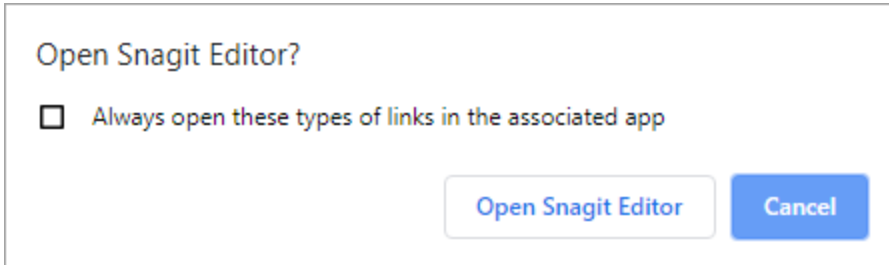 Open Snagit Editor?
Always open these types of links in the associated app
Open Snagit Editor
Cancel